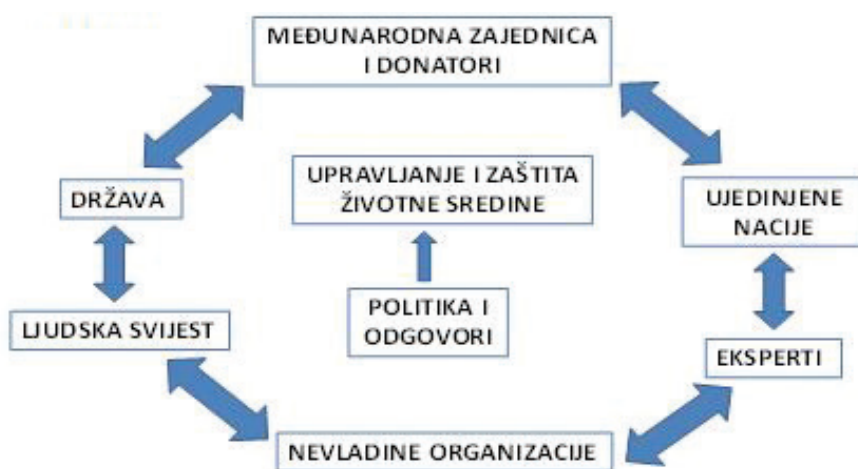 MEĐUNARODNA ZAJEDNICA
I DONATORI
UPRAVLJANJE I ZAŠTITA
ŽIVOTNE SREDINE
DRŽAVA
UJEDINJENE
NACIJE
POLITIKA I
ODGOVORI
LJUDSKA SVIJEST
EKSPERTI
NEVLADINE ORGANIZACIJE